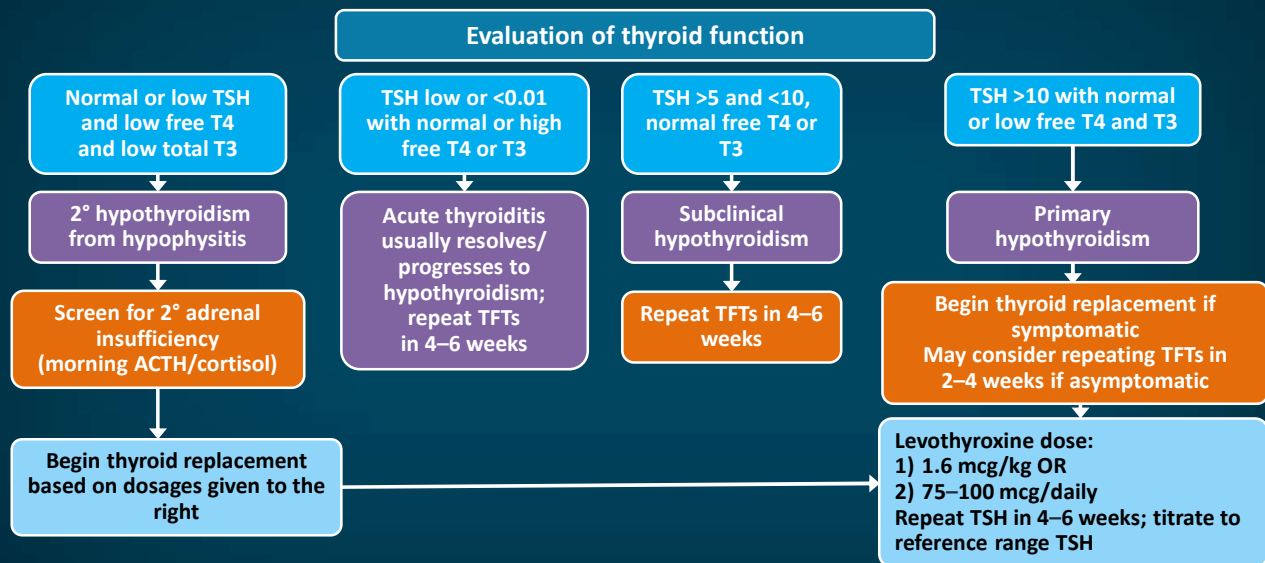 Evaluation of thyroid function
Normal or low TSH
and low free T4
and low total T3
2° hypothyroidism
from hypophysitis
Screen for 2° adrenal
insufficiency
(morning ACTH/cortisol)
Begin thyroid replacement
based on dosages given to the
right
TSH low or <0.01
with normal or high
free T4 or T3
Acute thyroiditis
usually resolves/
progresses to
hypothyroidism;
repeat TFTs
in 4–6 weeks
TSH >5 and <10,
normal free T4 or
T3
Subclinical
hypothyroidism
Repeat TFTs in 4–6
weeks
TSH >10 with normal
or low free T4 and T3
Primary
hypothyroidism
Begin thyroid replacement if
symptomatic
May consider repeating TFTs in
2–4 weeks if asymptomatic
Levothyroxine dose:
1) 1.6 mcg/kg OR
2) 75–100 mcg/daily
Repeat TSH in 4–6 weeks; titrate to
reference range TSH